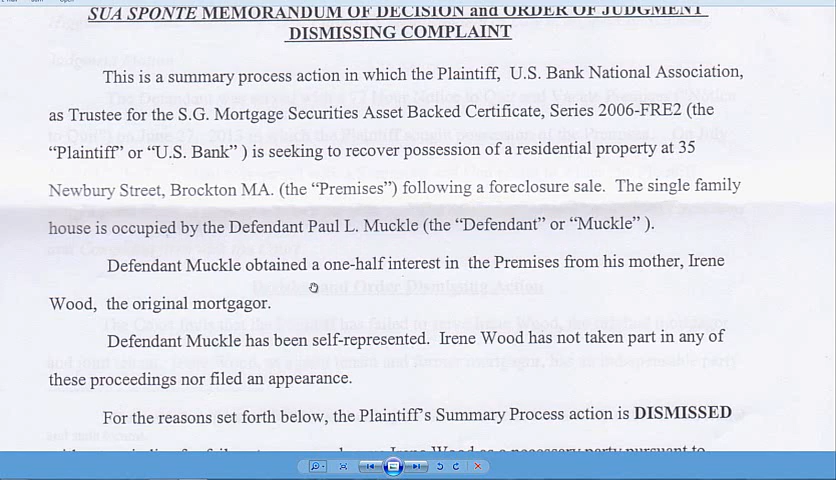 SUA SPONTE MEMORANDUM OF DECISION and ORDER OF JUDGMENT
DISMISSING COMPLAINT
This is a summary process action in which the Plaintiff, U.S. Bank National Association,
as Trustee for the S.G. Mortgage Securities Asset Backed Certificate, Series 2006-FRE2 (the
“Plaintiff” or “U.S. Bank” ) is seeking to recover possession of a residential property at 35
Newbury Street, Brockton MA. (the “Premises”) following a foreclosure sale. The single family
house is occupied by the Defendant Paul L. Muckle (the “Defendant” or “Muckle” ).
Defendant Muckle obtained a one-half interest in the Premises from his mother, Irene
Wood, the original mortgagor.
Defendant Muckle has been self-represented. Irene Wood has not taken part in any of
these proceedings nor filed an appearance.
For the reasons set forth below, the Plaintiff's Summary Process action is DISMISSED